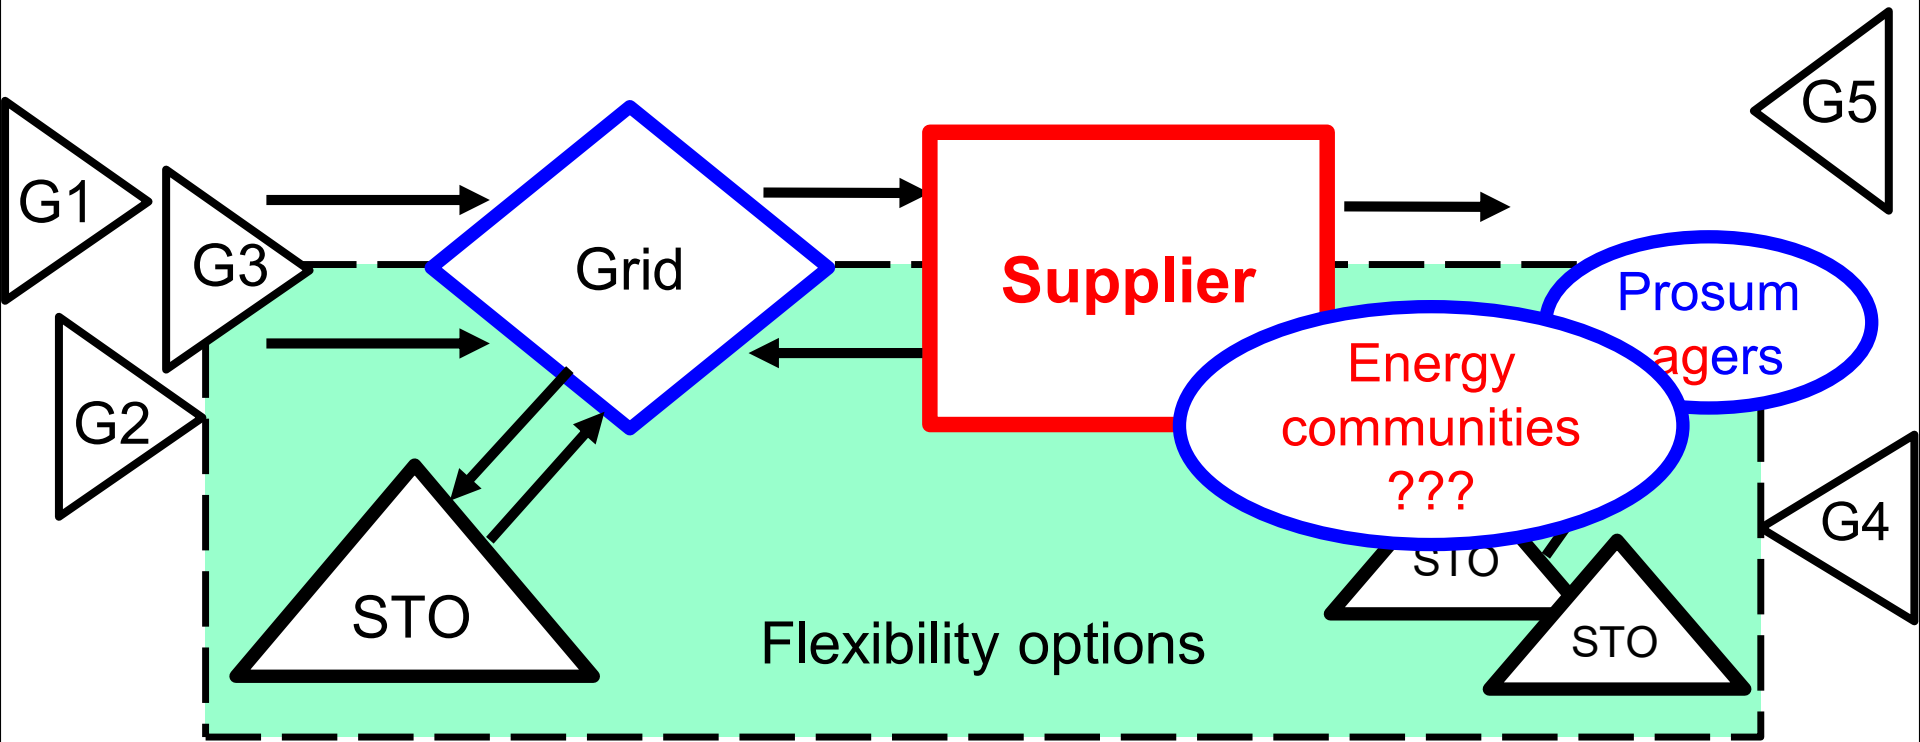 G5
G1
G3
Grid
Supplier
Prosum
agers
Energy
communities
???
G2
G4
STO
STO
STO
Flexibility options